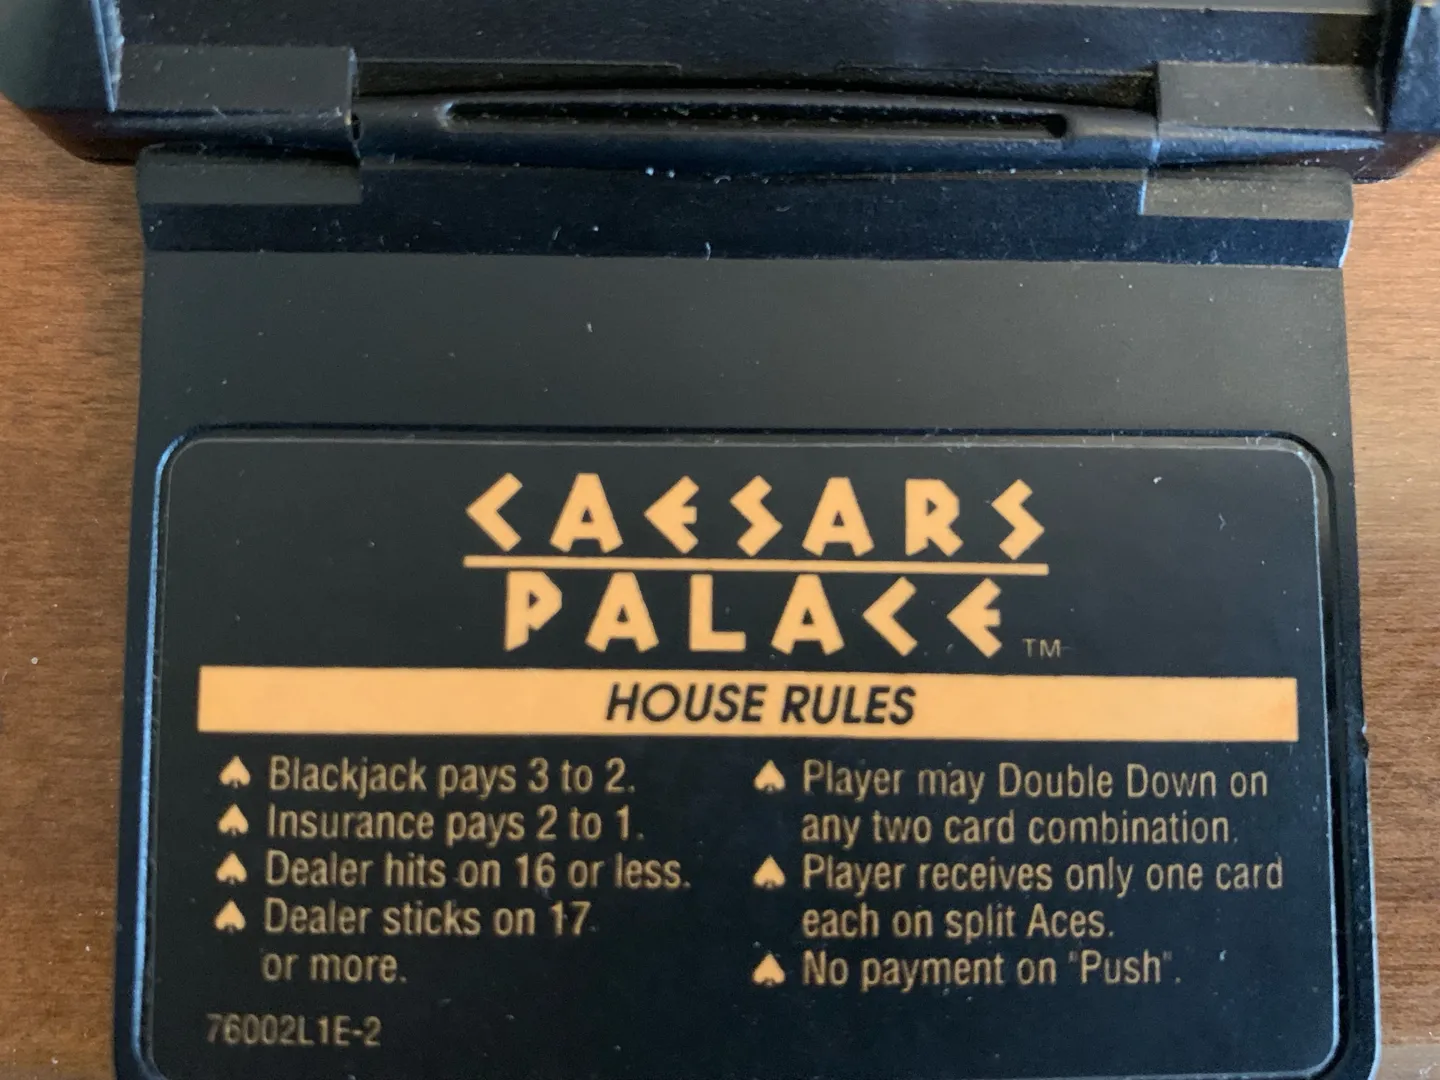 CAESARS
PALACE TM
HOUSE RULES
Blackjack pays 3 to 2.
Insurance pays 2 to 1.
Dealer hits on 16 or less.
Dealer sticks on 17
or more.
Player may Double Down on
any two card combination.
Player receives only one card
each on split Aces.
No payment on "Push".
76002L1E-2